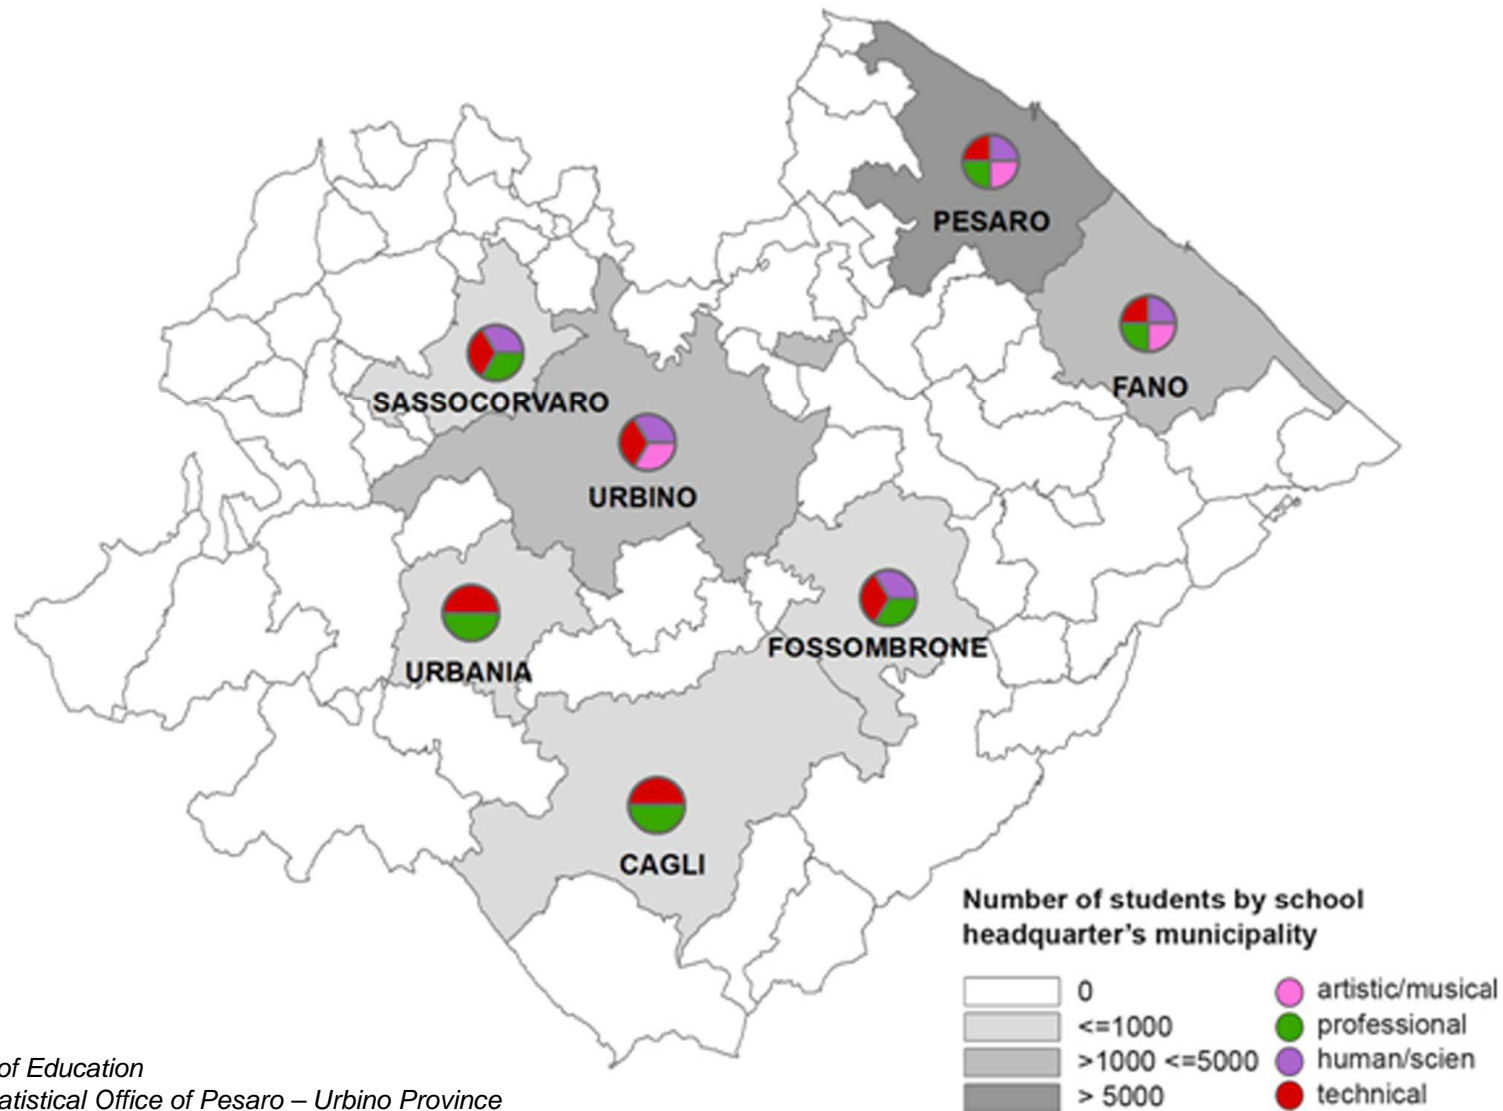 PESARO
FANO
SASSOCORVARO
URBINO
FOSSOMBRONE
URBANIA
CAGLI
Number of students by school
headquarter's municipality
0
<=1000
>1000 <=5000
> 5000
artistic/musical
professional
human/scien
technical
of Education
atistical Office of Pesaro – Urbino Province